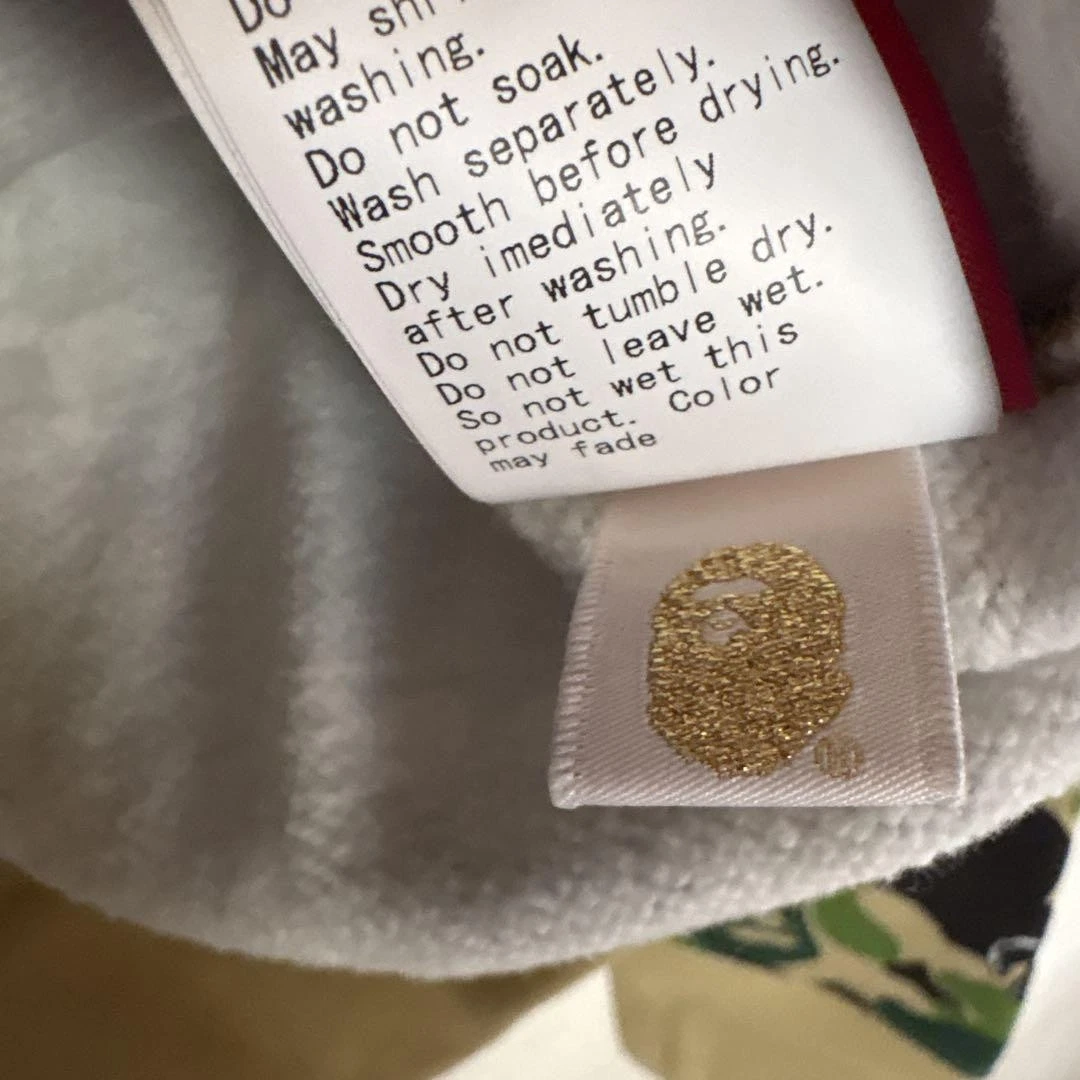 Do
May
washing.
Do not soak.
Wash separately.
Smooth before drying.
Dry imediately
after washing.
Do not tumble dry.
Do not leave wet.
So not wet this
product. Color
may fade